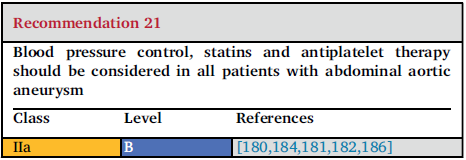 Recommendation 21
Blood pressure control, statins and antiplatelet therapy
should be considered in all patients with abdominal aortic
aneurysm
Class Level References
IIa B [180,184,181,182,186]